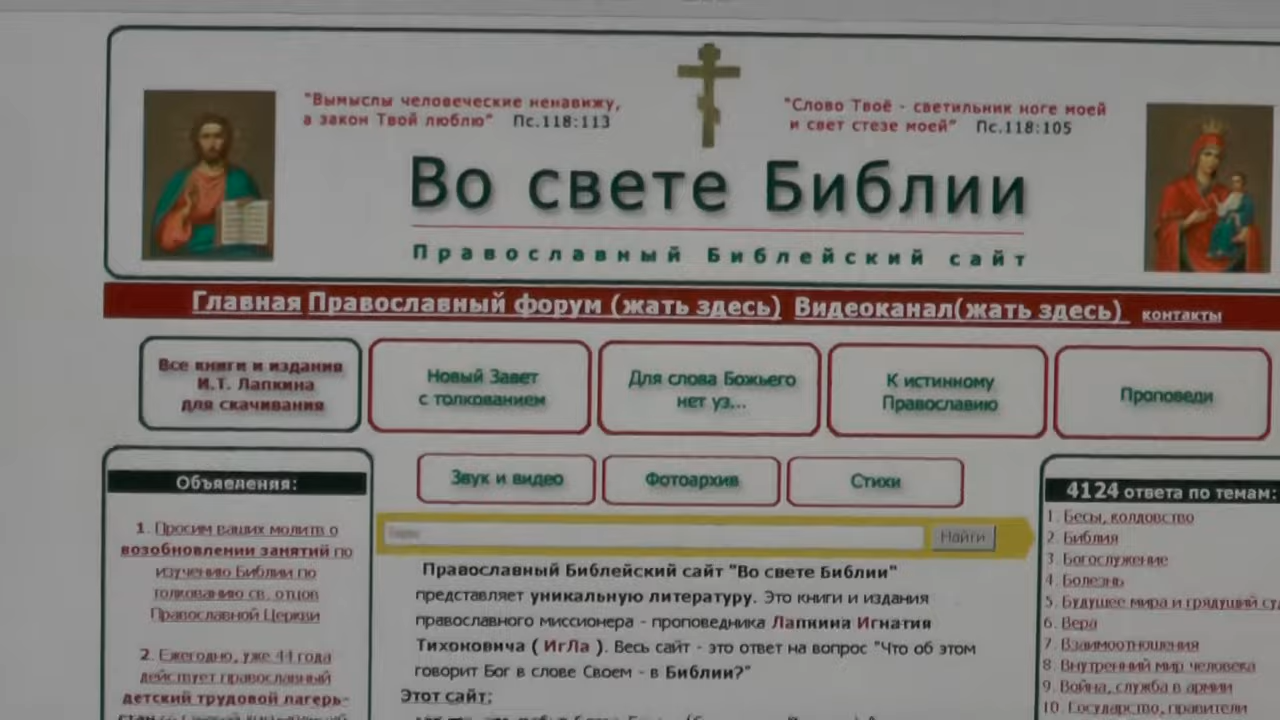 "Вымыслы человеческие ненавижу,
а закон Твой люблю" Пс.118:113
"Слово Твоё - светильник ноге моей
и свет стезе моей" Пс.118:105
Во свете Библии
Православный Библейский сайт
Главная Православный форум (жать здесь) Видеоканал(жать здесь) контакты
Все книги и издания
И.Т. Лапкина
для скачивания
Новый Завет
с толкованием
Для слова Божьего
нет уз...
К истинному
Православию
Проповеди
Звук и видео
Фотоархив
Стихи
Найти
Объявления:
1. Просим ваших молитв о
возобновлении занятий по
изучению Библии по
толкованию св. отцов
Православной Церкви
2. Ежегодно, уже 44 года
действует православный
детский трудовой лагерь-
стан
Православный Библейский сайт "Во свете Библии"
представляет уникальную литературу. Это книги и издания
православного миссионера - проповедника Лапкина Игнатия
Тихоновича ( ИгЛа ). Весь сайт - это ответ на вопрос "Что об этом
говорит Бог в слове Своем - в Библии?"
Этот сайт:
4124 ответа по темам:
1. Бесы, колдовство
2. Библия
3. Богослужение
4. Болезнь
5. Будущее мира и грядущий
6. Вера
7. Взаимоотношения
8. Внутренний мир человека
9. Война, служба в армии
10. Государство, правители